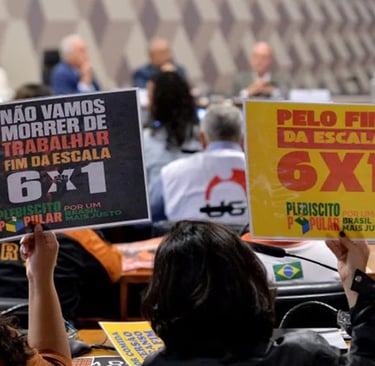 NÃO VAMOS
MORRER DE
TRABALHAR
FIM DA ESCALA
6X1
PLEBISCITO
POPULAR
POR UM
BRASIL
MAIS JUSTO
PELO FIM
DA ESCALA
6X1
PLEBISCITO
POPULAR
POR UM
BRASIL
MAIS JUSTO